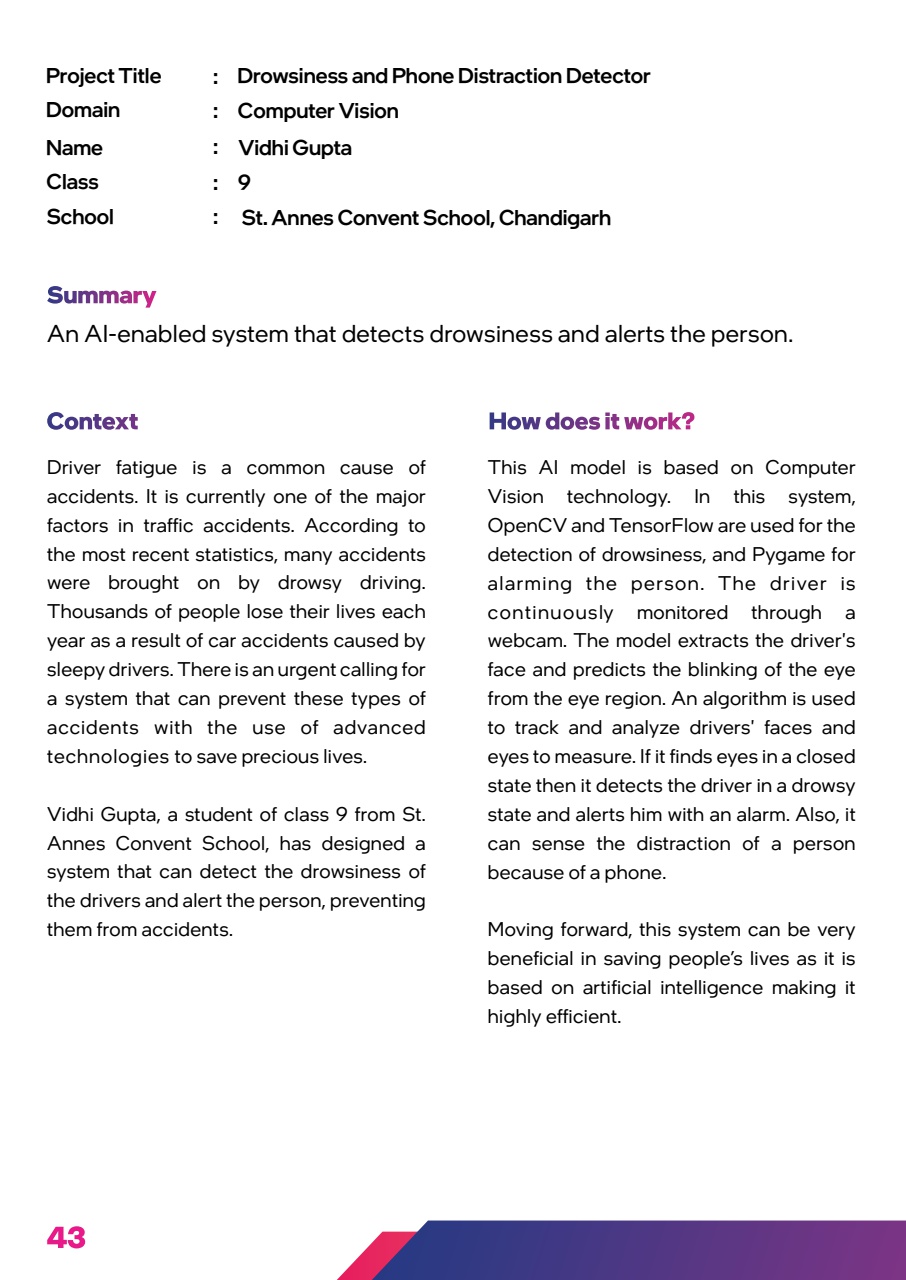 Project Title : Drowsiness and Phone Distraction Detector
Domain : Computer Vision
Name : Vidhi Gupta
Class : 9
School : St. Annes Convent School, Chandigarh
Summary
An AI-enabled system that detects drowsiness and alerts the person.
Context
Driver fatigue is a common cause of
accidents. It is currently one of the major
factors in traffic accidents. According to
the most recent statistics, many accidents
were brought on by drowsy driving.
Thousands of people lose their lives each
year as a result of car accidents caused by
sleepy drivers. There is an urgent calling for
a system that can prevent these types of
accidents with the use of advanced
technologies to save precious lives.
Vidhi Gupta, a student of class 9 from St.
Annes Convent School, has designed a
system that can detect the drowsiness of
the drivers and alert the person, preventing
them from accidents.
How does it work?
This AI model is based on Computer
Vision technology. In this system,
OpenCV and TensorFlow are used for the
detection of drowsiness, and Pygame for
alarming the person. The driver is
continuously monitored through a
webcam. The model extracts the driver's
face and predicts the blinking of the eye
from the eye region. An algorithm is used
to track and analyze drivers' faces and
eyes to measure. If it finds eyes in a closed
state then it detects the driver in a drowsy
state and alerts him with an alarm. Also, it
can sense the distraction of a person
because of a phone.
Moving forward, this system can be very
beneficial in saving people’s lives as it is
based on artificial intelligence making it
highly efficient.
43